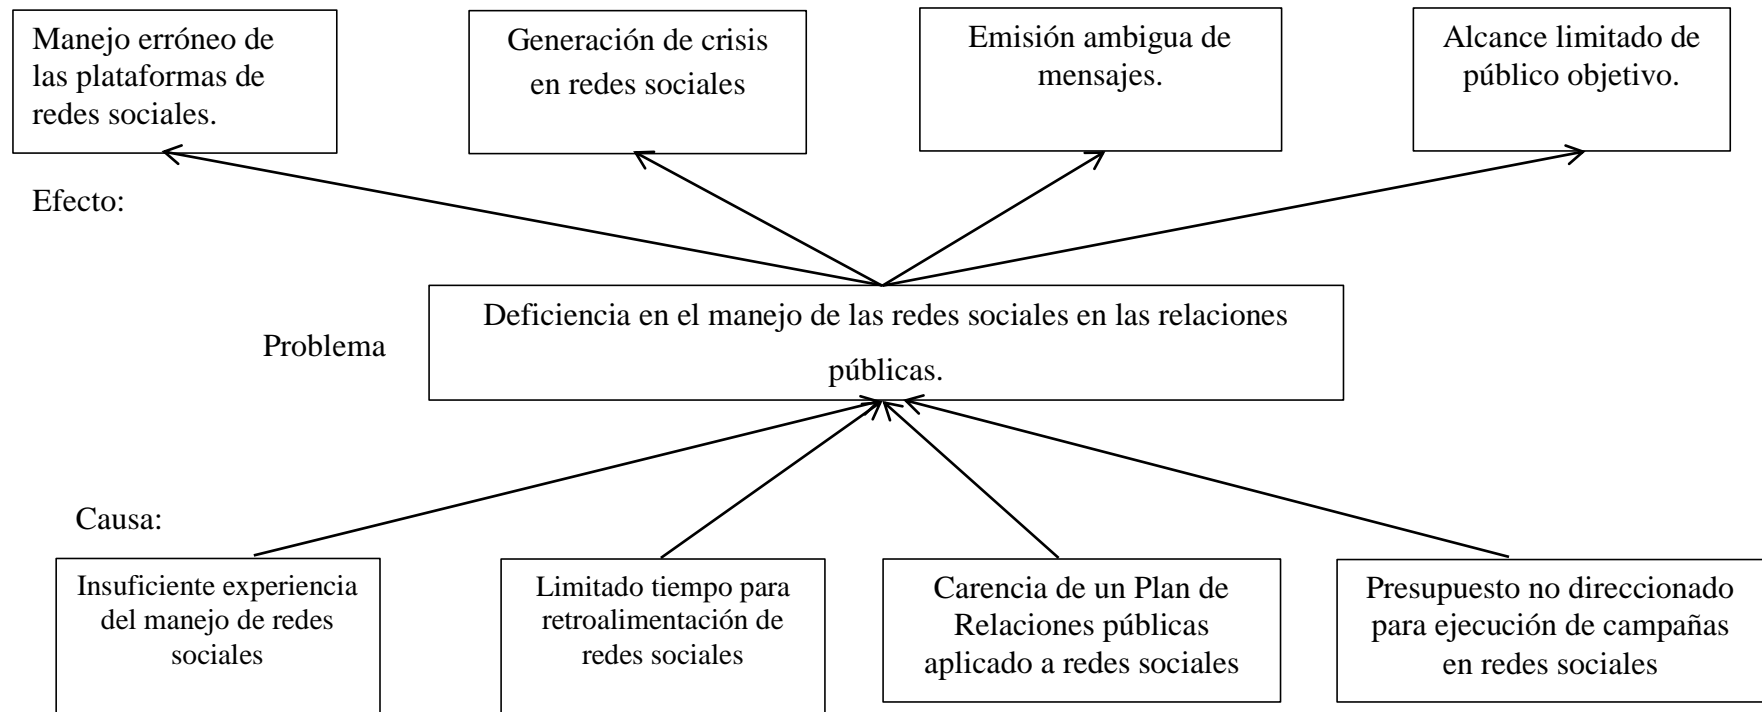 Manejo erróneo de
las plataformas de
redes sociales.
Generación de crisis
en redes sociales
Emisión ambigua de
mensajes.
Alcance limitado de
público objetivo.
Efecto:
Deficiencia en el manejo de las redes sociales en las relaciones
públicas.
Problema
Causa:
Insuficiente experiencia
del manejo de redes
sociales
Limitado tiempo para
retroalimentación de
redes sociales
Carencia de un Plan de
Relaciones públicas
aplicado a redes sociales
Presupuesto no direccionado
para ejecución de campañas
en redes sociales